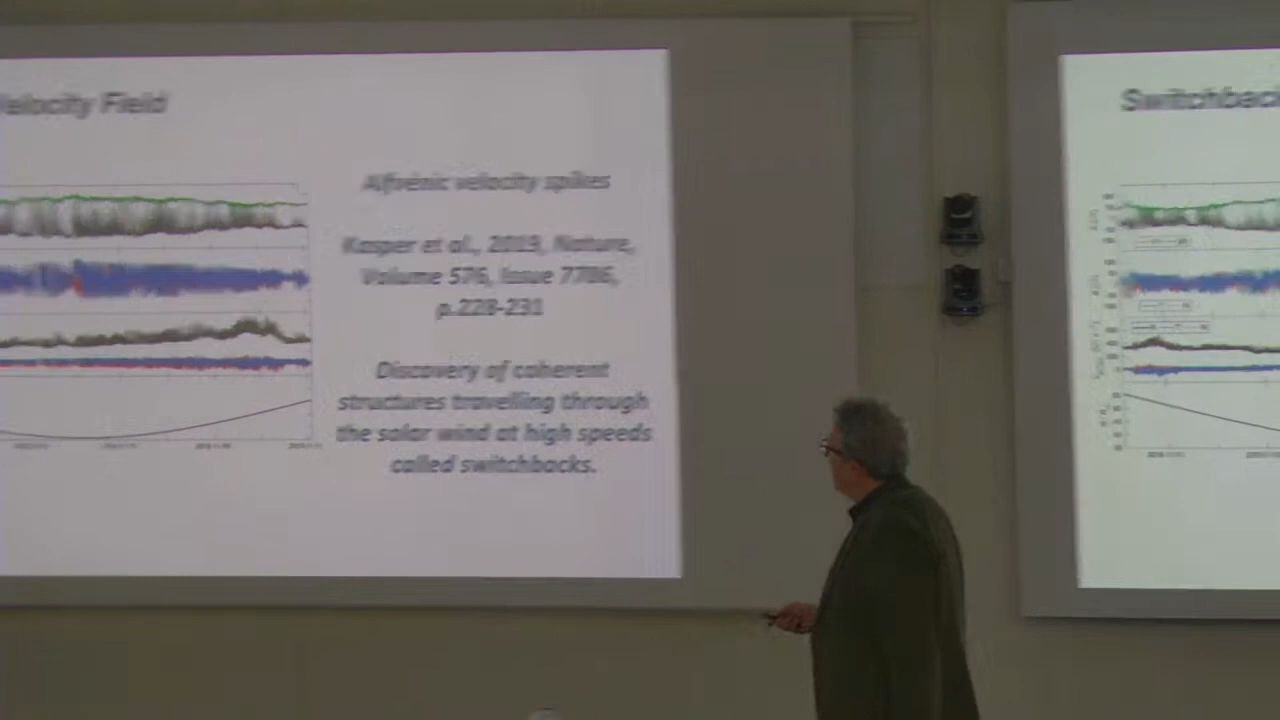 Velocity Field
Alfvénic velocity spikes
Kasper et al., 2019, Nature,
Volume 576, Issue 7786,
p.228-231
Discovery of coherent
structures travelling through
the solar wind at high speeds
called switchbacks.
Switchbac